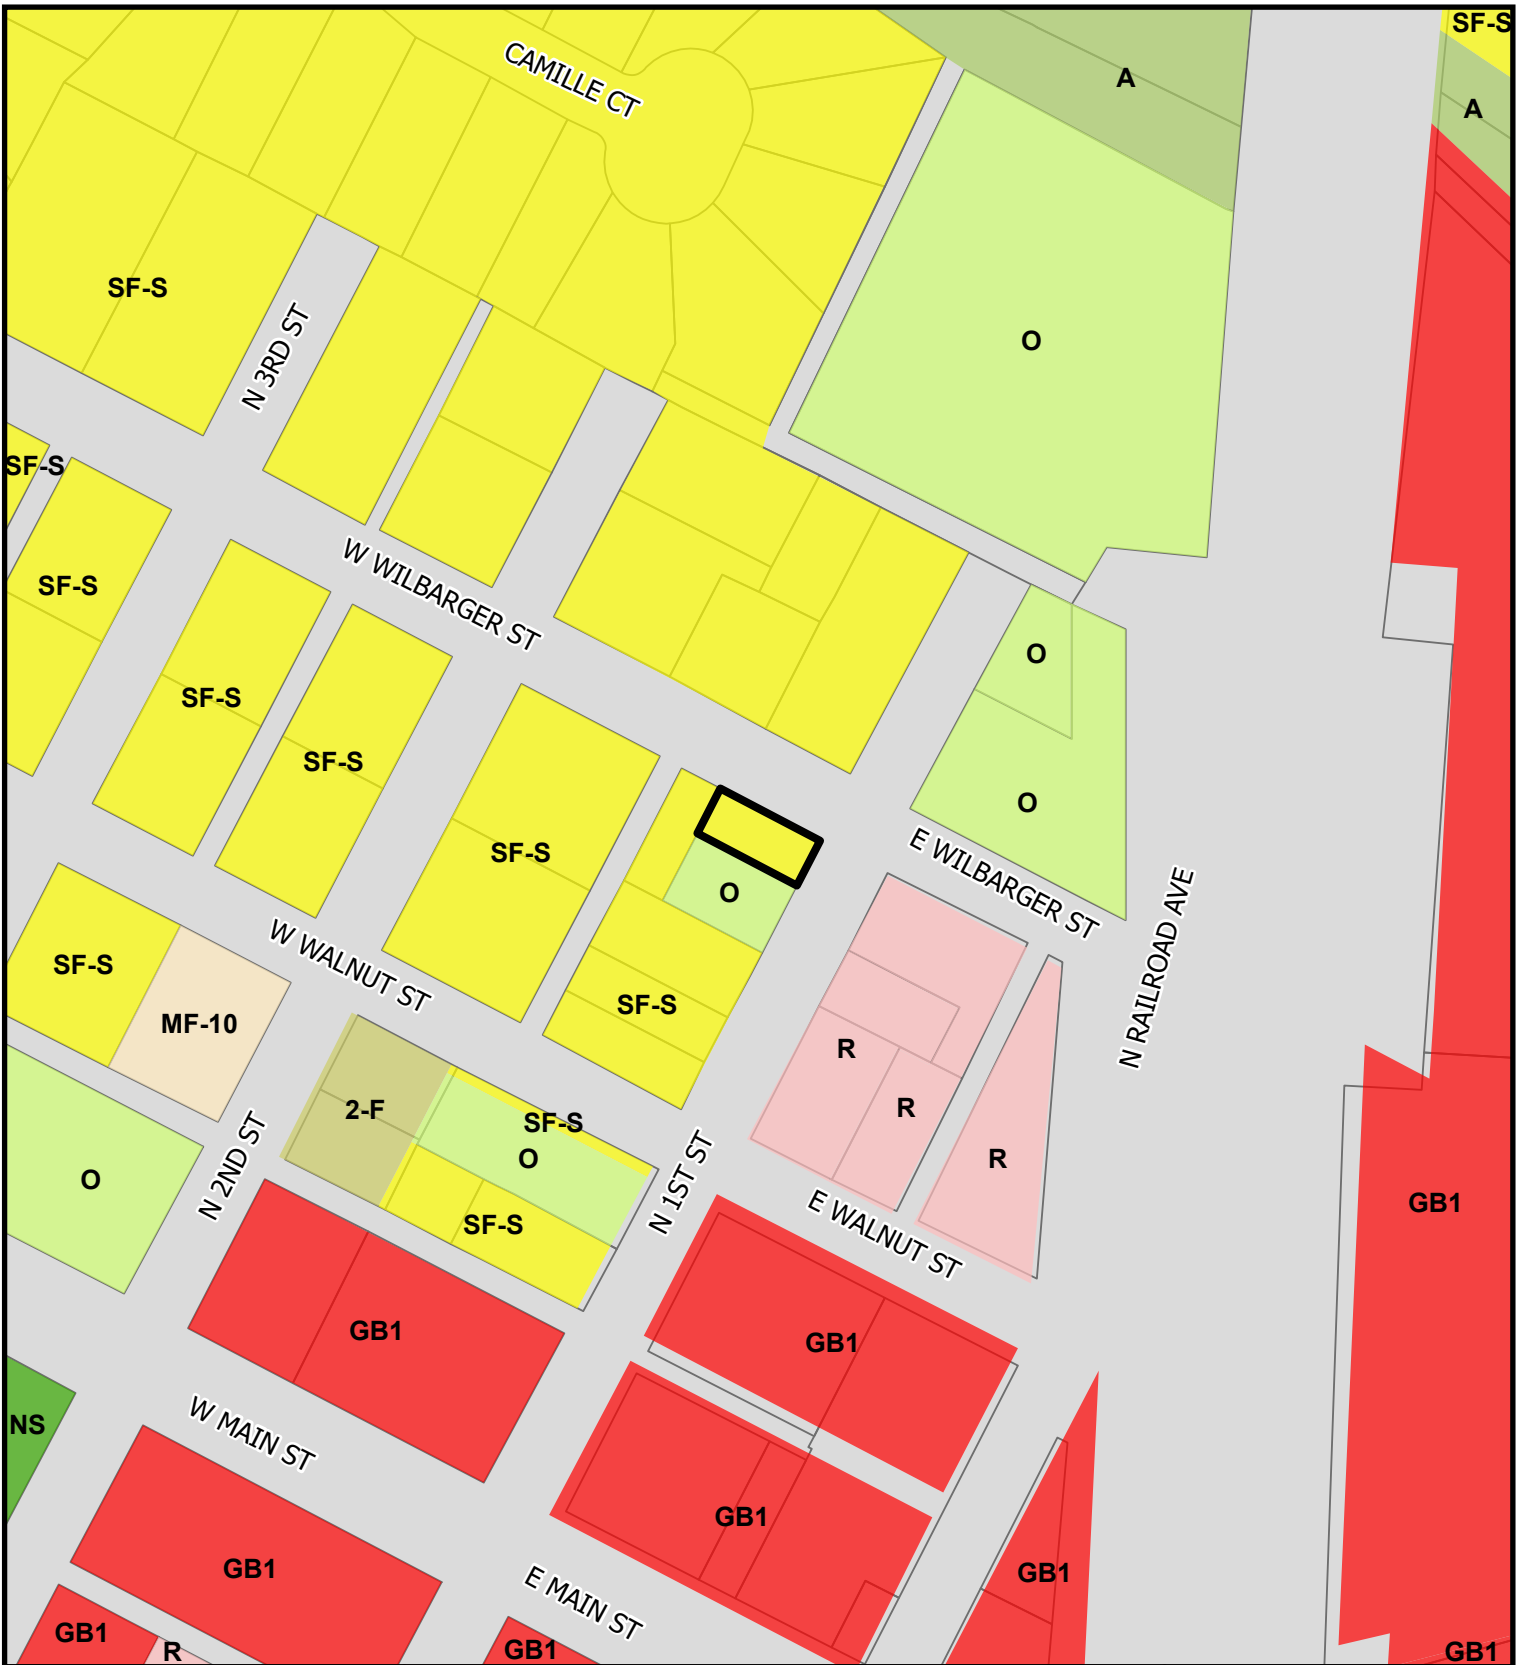 SF-S
CAMILLE CT
A
A
SF-S
N 3RD ST
O
SF-S
SF-S
W WILBARGER ST
O
SF-S
SF-S
O
SF-S
O
E WILBARGER ST
N RAILROAD AVE
SF-S
W WALNUT ST
SF-S
MF-10
R
R
2-F
SF-S
O
R
N 2ND ST
N 1ST ST
O
SF-S
E WALNUT ST
GB1
GB1
GB1
NS
W MAIN ST
GB1
GB1
GB1
E MAIN ST
GB1
R
GB1
GB1